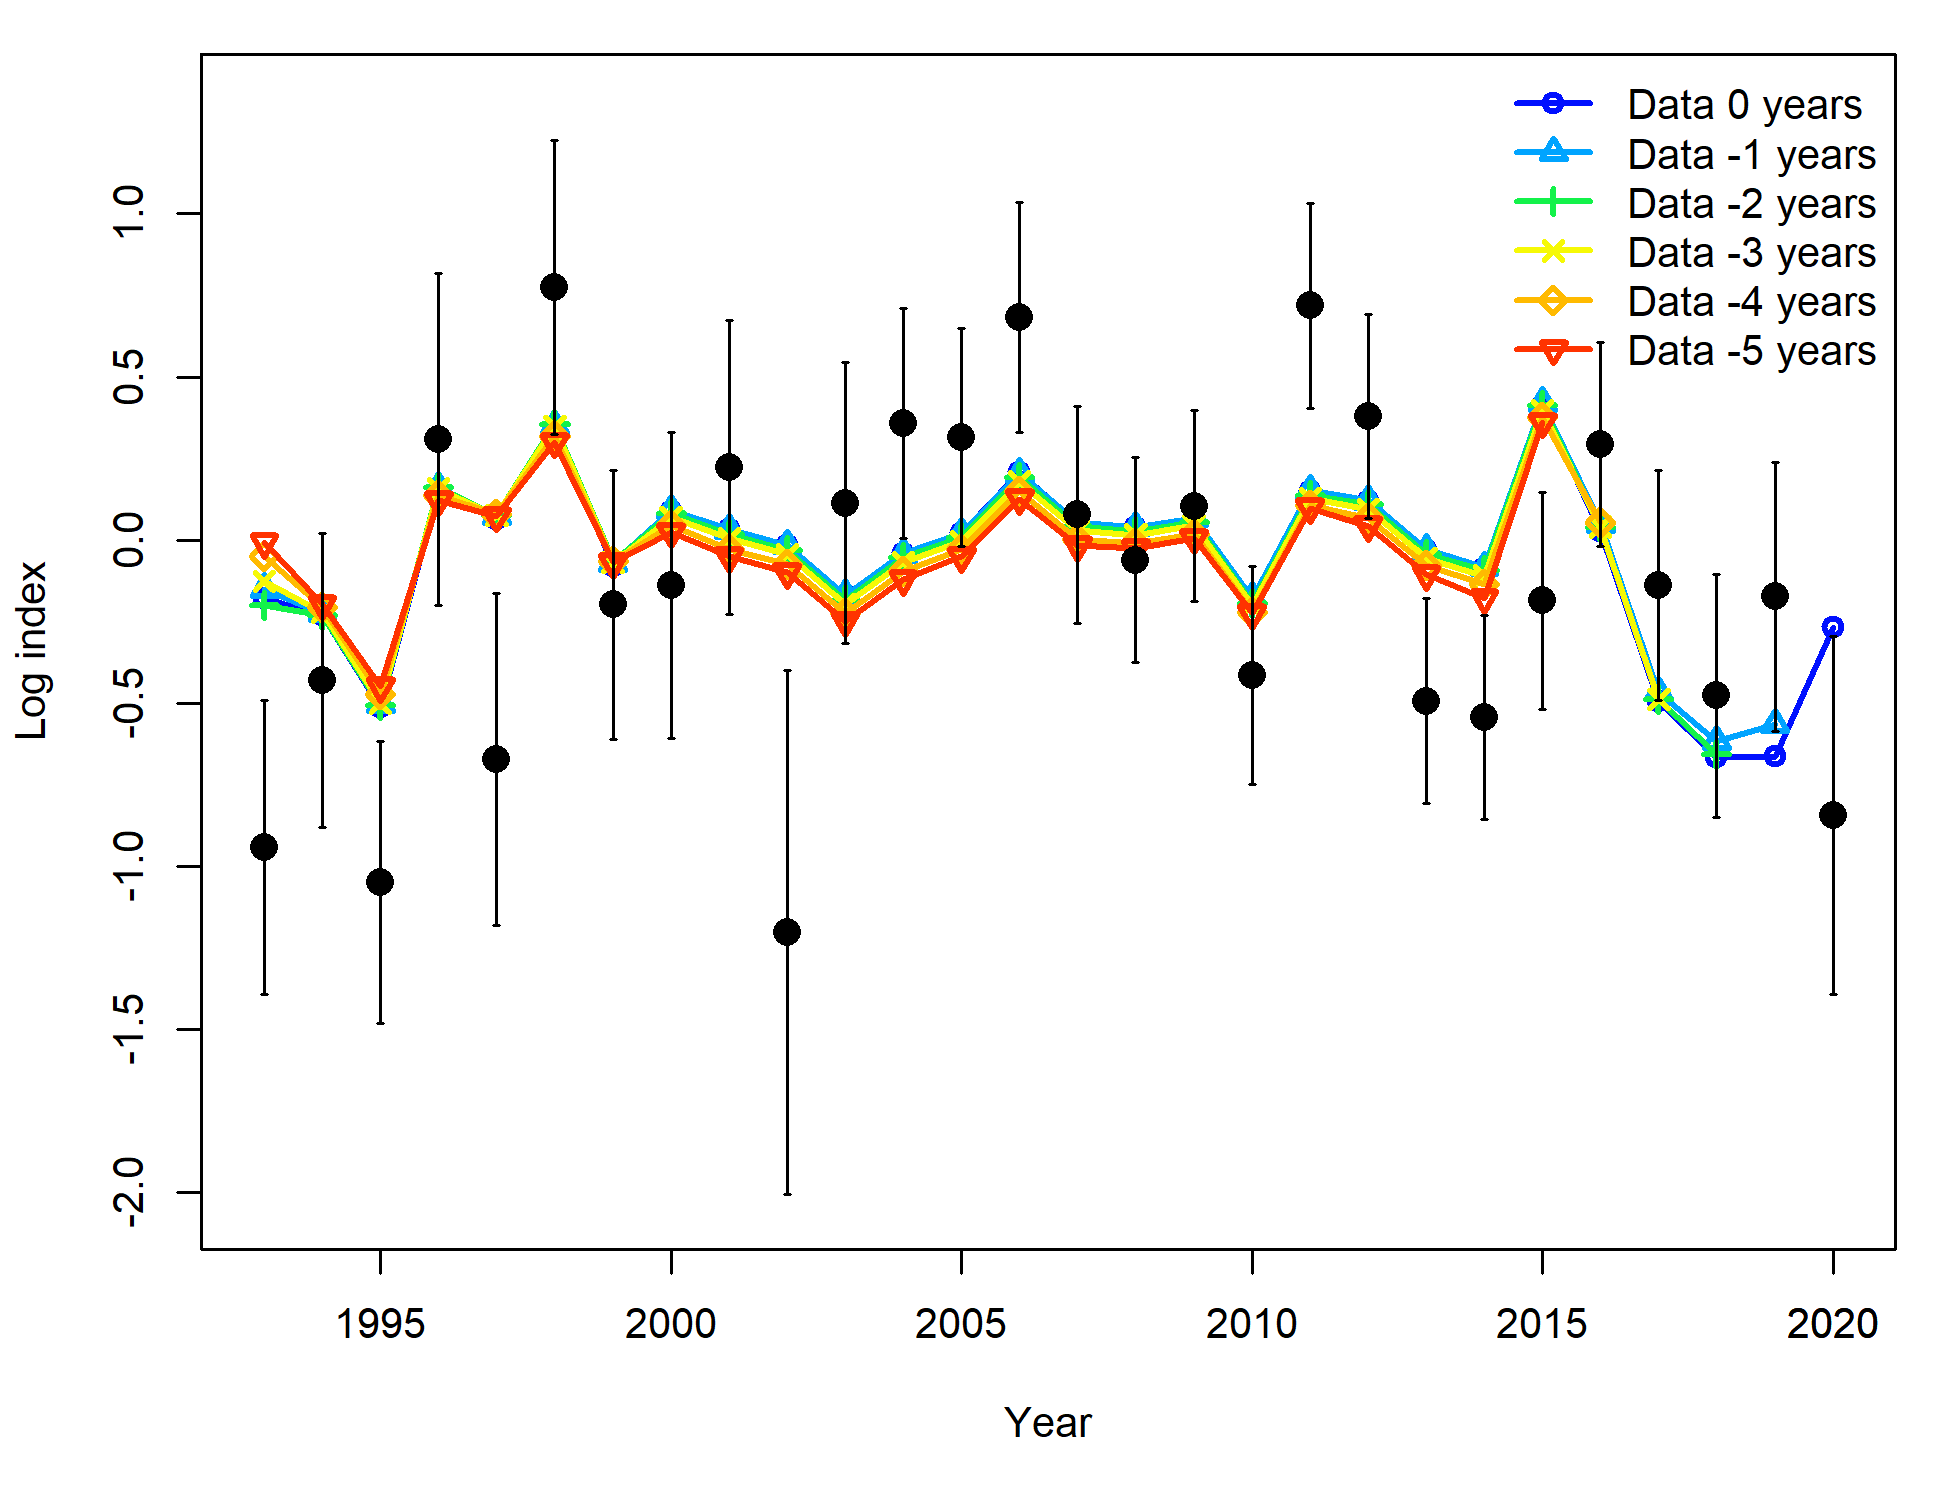 Data 0 years
Data -1 years
Data -2 years
Data -3 years
Data -4 years
Data -5 years
1.0
0.5
0.0
-0.5
-1.0
-1.5
-2.0
Log index
1995 2000 2005 2010 2015 2020
Year